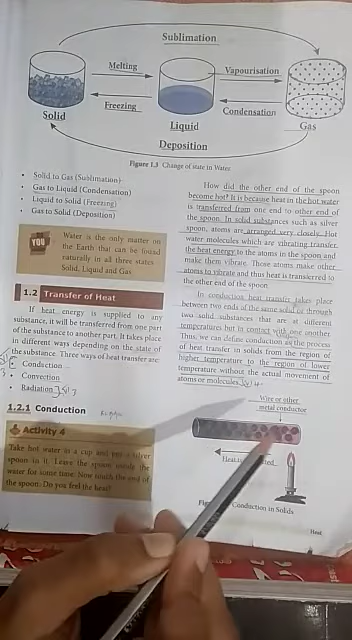 Sublimation
Melting
Vapourisation
Freezing
Condensation
Solid
Liquid
Gas
Deposition
Figure 1.3 Change of state in Water
• Solid to Gas (Sublimation)
• Gas to Liquid (Condensation)
• Liquid to Solid (Freezing)
• Gas to Solid (Deposition)
YOU
Water is the only matter on
the Earth that can be found
naturally in all three states
Solid, Liquid and Gas
1.2 Transfer of Heat
If heat energy is supplied to any
substance, it will be transferred from one part
of the substance to another part. It takes place
in different ways depending on the state of
the substance. Three ways of heat transfer are:
• Conduction
• Convection
• Radiation
1.2.1 Conduction
Activity 4
Take hot water in a cup and put a silver
spoon in it. Leave the spoon inside the
water for some time. Now touch the end of
the spoon. Do you feel the heat?
How did the other end of the spoon
become hot? It is because heat in the hot water
is transferred from one end to other end of
the spoon. In solid substances such as silver
spoon, atoms are arranged very closely. Hot
water molecules which are vibrating transfer
the heat energy to the atoms in the spoon and
make them vibrate. Those atoms make other
atoms to vibrate and thus heat is transferred to
the other end of the spoon.
In conduction heat transfer takes place
between two ends of the same solid or through
two solid substances that are at different
temperatures but in contact with one another.
Thus, we can define conduction as the process
of heat transfer in solids from the region of
higher temperature to the region of lower
temperature without the actual movement of
atoms or molecules.
Wire or other
metal conductor
Heat is
Conduction in Solids
Heat